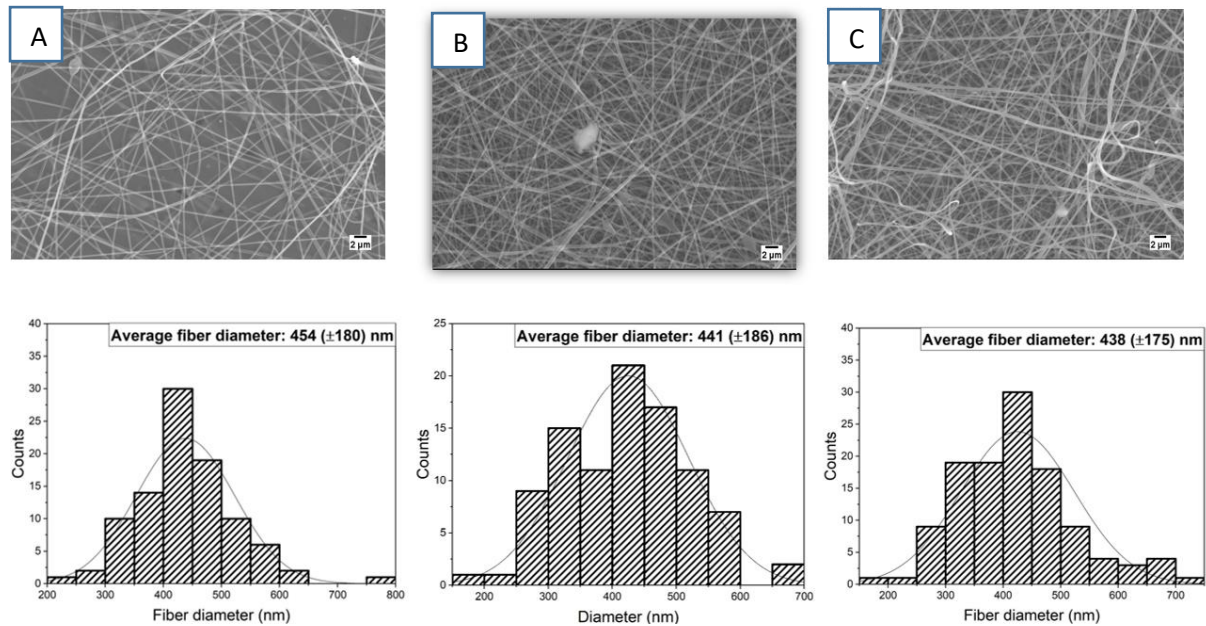 A
B
C
2 µm
2 µm
2 µm
Average fiber diameter: 454 (±180) nm
40
35
30
25
20
15
10
5
0
Counts
200
300
400
500
600
700
800
Fiber diameter (nm)
Average fiber diameter: 441 (±186) nm
25
20
15
10
5
0
Counts
200
300
400
500
600
700
Diameter (nm)
Average fiber diameter: 438 (±175) nm
40
35
30
25
20
15
10
5
0
Counts
200
300
400
500
600
700
Fiber diameter (nm)